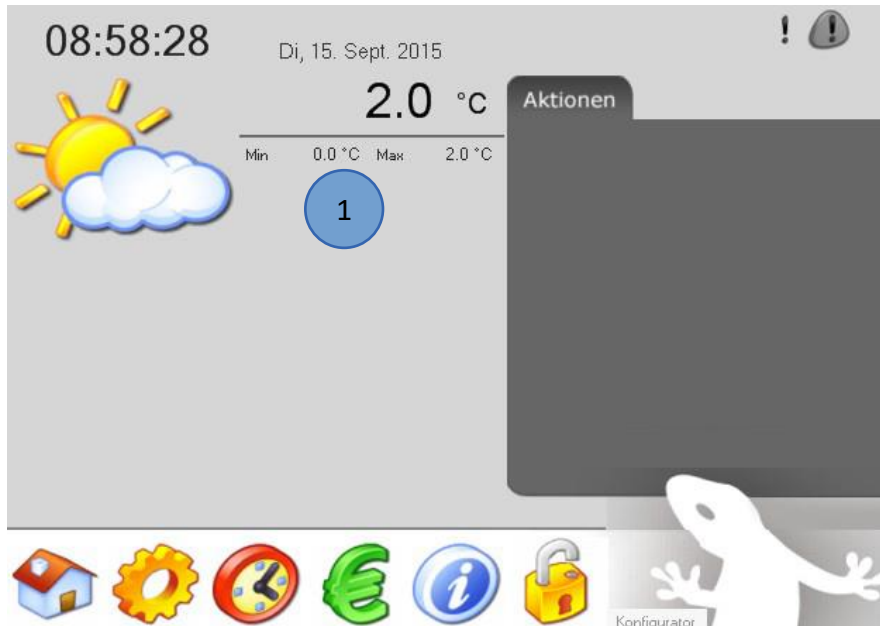 08:58:28
Di, 15. Sept. 2015
2.0 °C
Aktionen
Min 0.0 °C Max 2.0 °C
1
Konfigurator